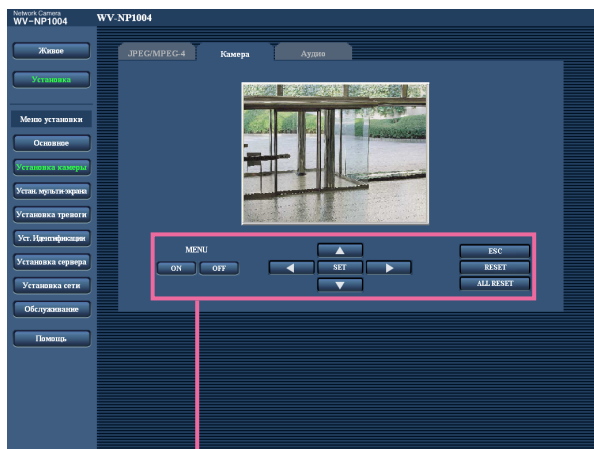 Network Camera
WV-NP1004
WV-NP1004
Живое
Установка
Меню установки
Основное
Установка камеры
Устан. мульти-экрана
Установка тревоги
Уст. Идентификации
Установка сервера
Установка сети
Обслуживание
Помощь
JPEG/MPEG-4
Камера
Аудио
MENU
ON
OFF
SET
ESC
RESET
ALL RESET